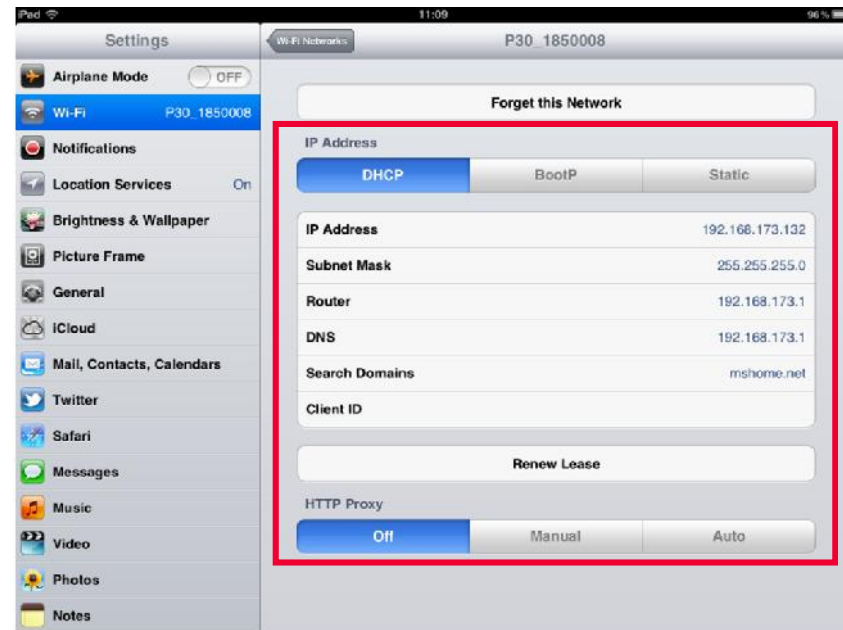 iPad 11:09 96%
Settings
Wi-Fi Networks P30_1850008
Airplane Mode OFF
Wi-Fi P30_1850008
Notifications
Location Services On
Brightness & Wallpaper
Picture Frame
General
iCloud
Mail, Contacts, Calendars
Twitter
Safari
Messages
Music
Video
Photos
Notes
Forget this Network
IP Address
DHCP BootP Static
IP Address 192.168.173.132
Subnet Mask 255.255.255.0
Router 192.168.173.1
DNS 192.168.173.1
Search Domains mshome.net
Client ID
Renew Lease
HTTP Proxy
Off Manual Auto